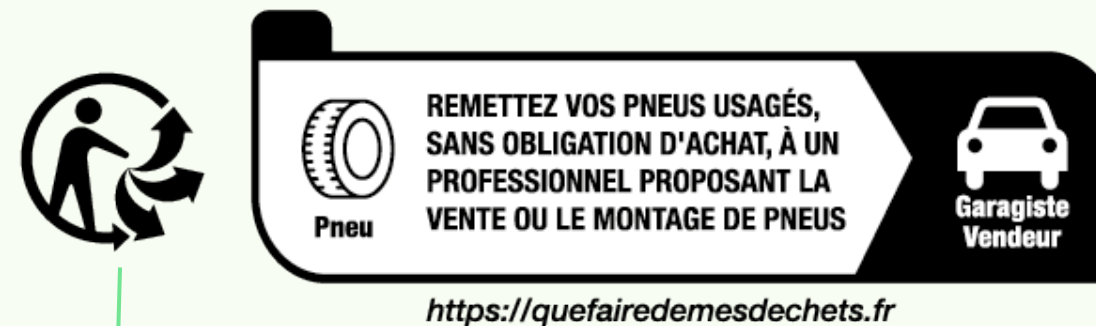 Pneu
REMETTEZ VOS PNEUS USAGÉS,
SANS OBLIGATION D'ACHAT, À UN
PROFESSIONNEL PROPOSANT LA
VENTE OU LE MONTAGE DE PNEUS
Garagiste
Vendeur
https://quefairedemesdechets.fr